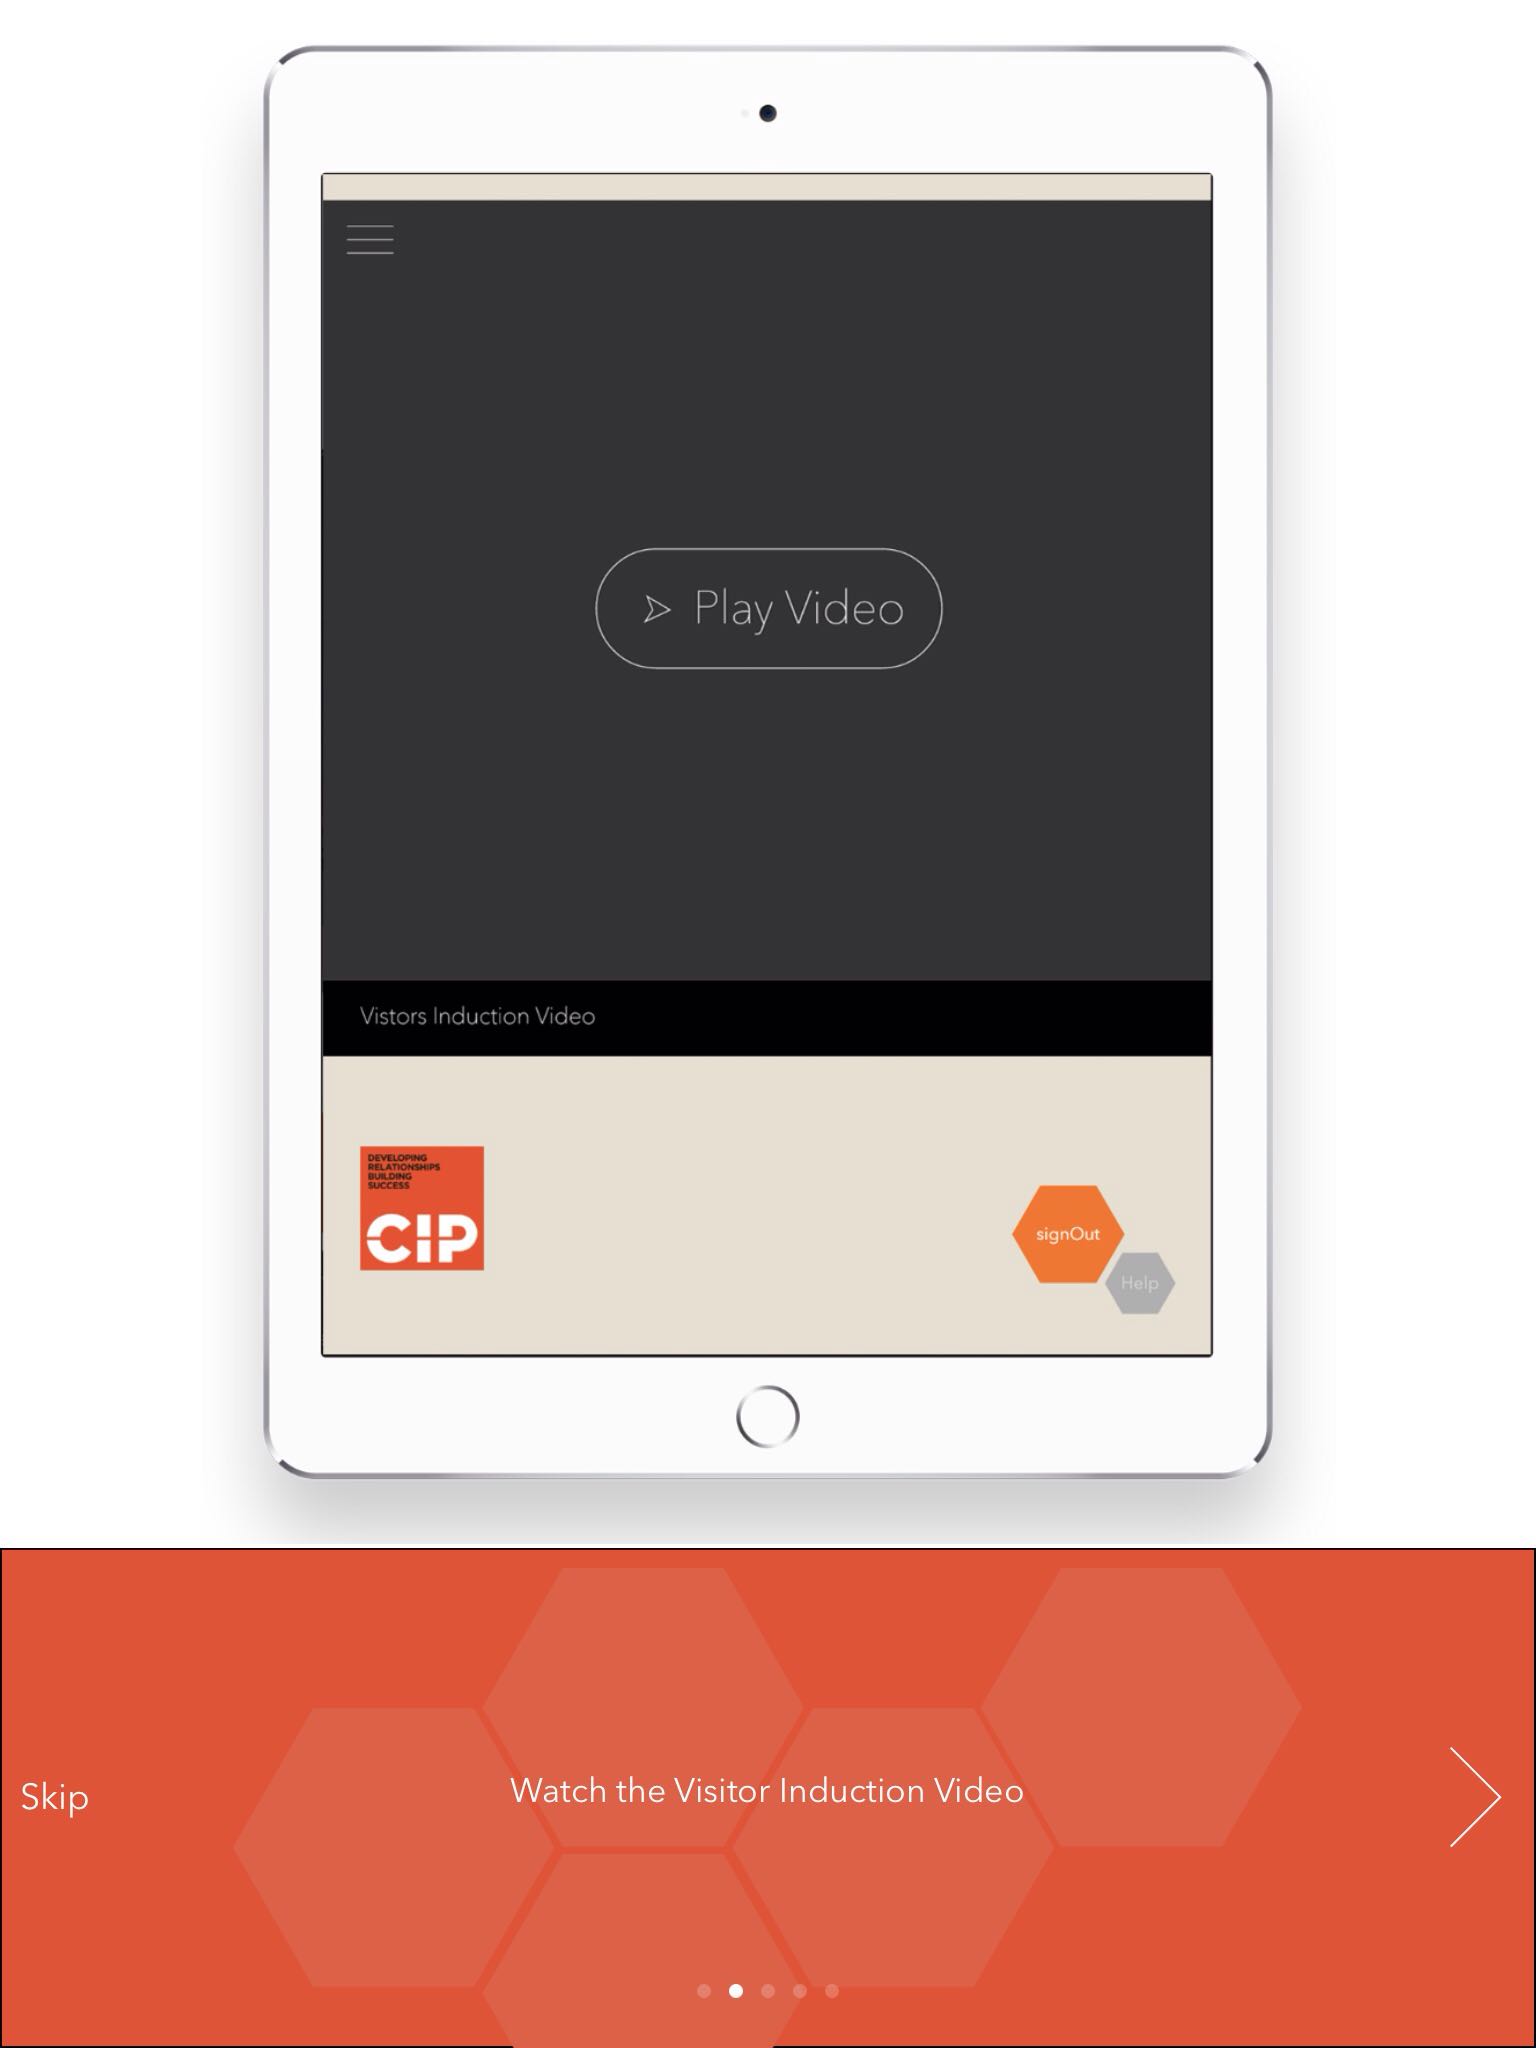 Play Video
Vistors Induction Video
DEVELOPING
RELATIONSHIPS
BUILDING
SUCCESS
CIP
signOut
Help
Skip
Watch the Visitor Induction Video